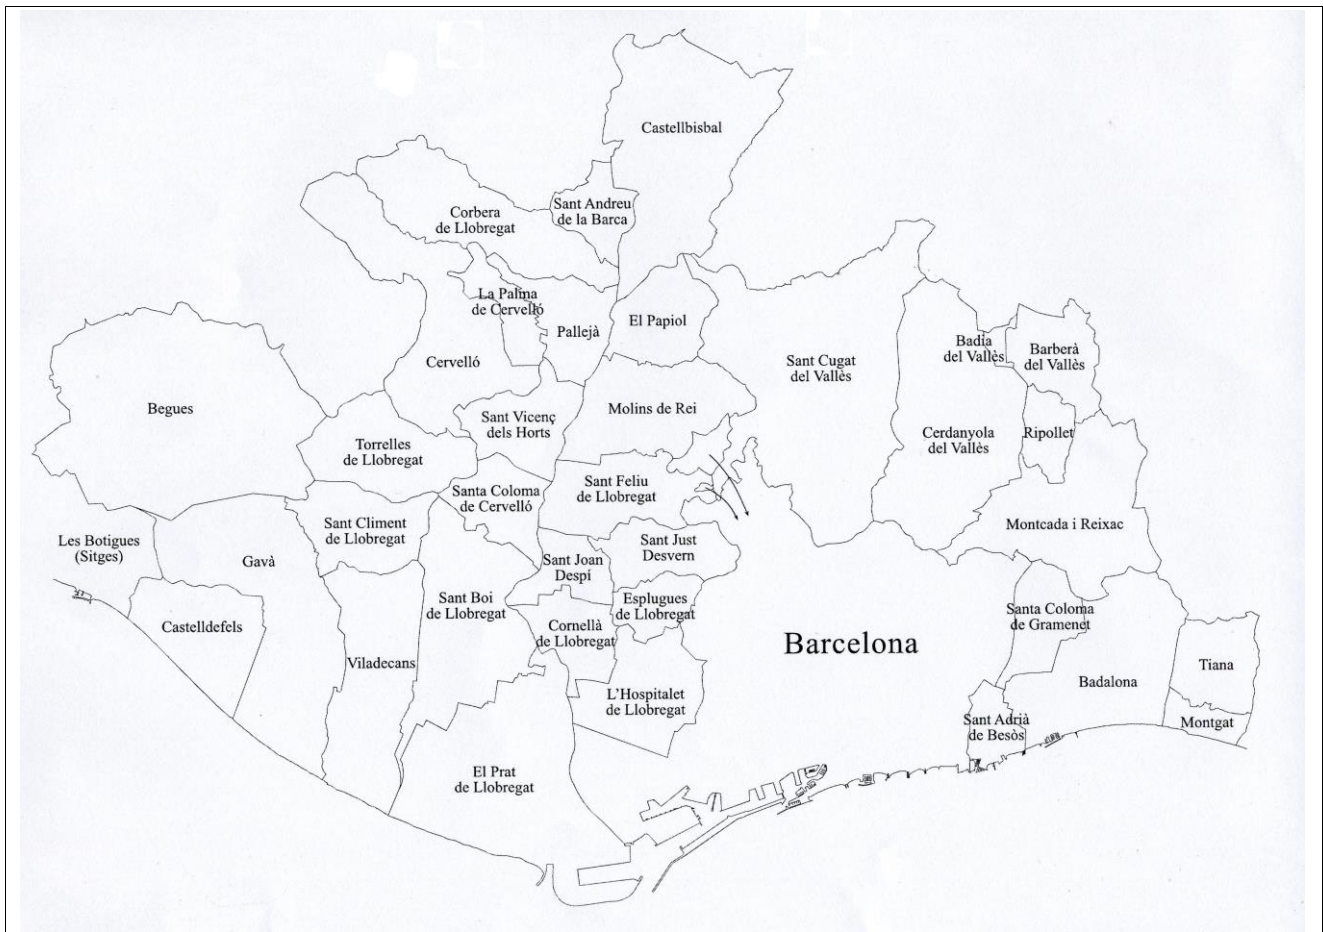 Castellbisbal
Sant Andreu
de la Barca
Corbera
de Llobregat
La Palma
de Cervelló
Pallejà
El Papiol
Cervelló
Sant Cugat
del Vallès
Badia
del Vallès
Barberà
del Vallès
Begues
Torrelles
de Llobregat
Sant Vicenç
dels Horts
Molins de Rei
Cerdanyola
del Vallès
Ripollet
Santa Coloma
de Cervelló
Sant Feliu
de Llobregat
Montcada i Reixac
Les Botigues
(Sitges)
Gavà
Sant Climent
de Llobregat
Sant Joan
Despí
Sant Just
Desvern
Castelldefels
Viladecans
Sant Boi
de Llobregat
Cornellà
de Llobregat
Esplugues
de Llobregat
Santa Coloma
de Gramenet
Barcelona
L'Hospitalet
de Llobregat
Badalona
Tiana
Montgat
Sant Adrià
de Besòs
El Prat
de Llobregat